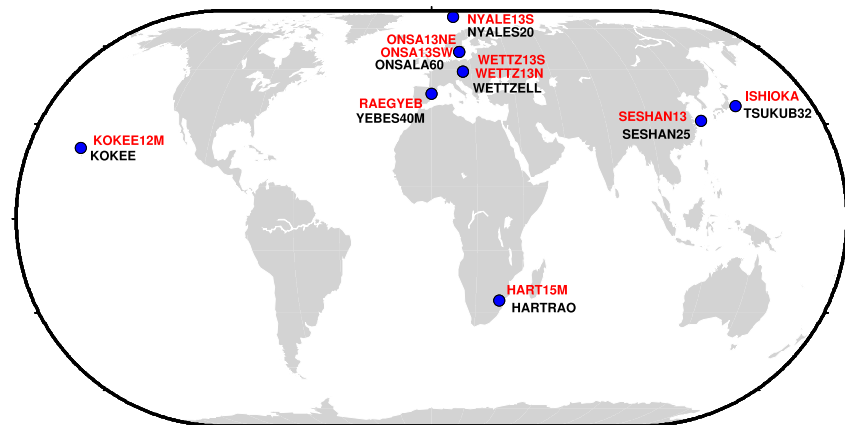 NYALE13S
NYALES20
ONSA13NE
ONSA13SW
ONSALA60
WETTZ13S
WETTZ13N
WETTZELL
RAEGYEB
YEBES40M
ISHIOKA
TSUKUB32
SESHAN13
SESHAN25
KOKEE12M
KOKEE
HART15M
HARTRAO